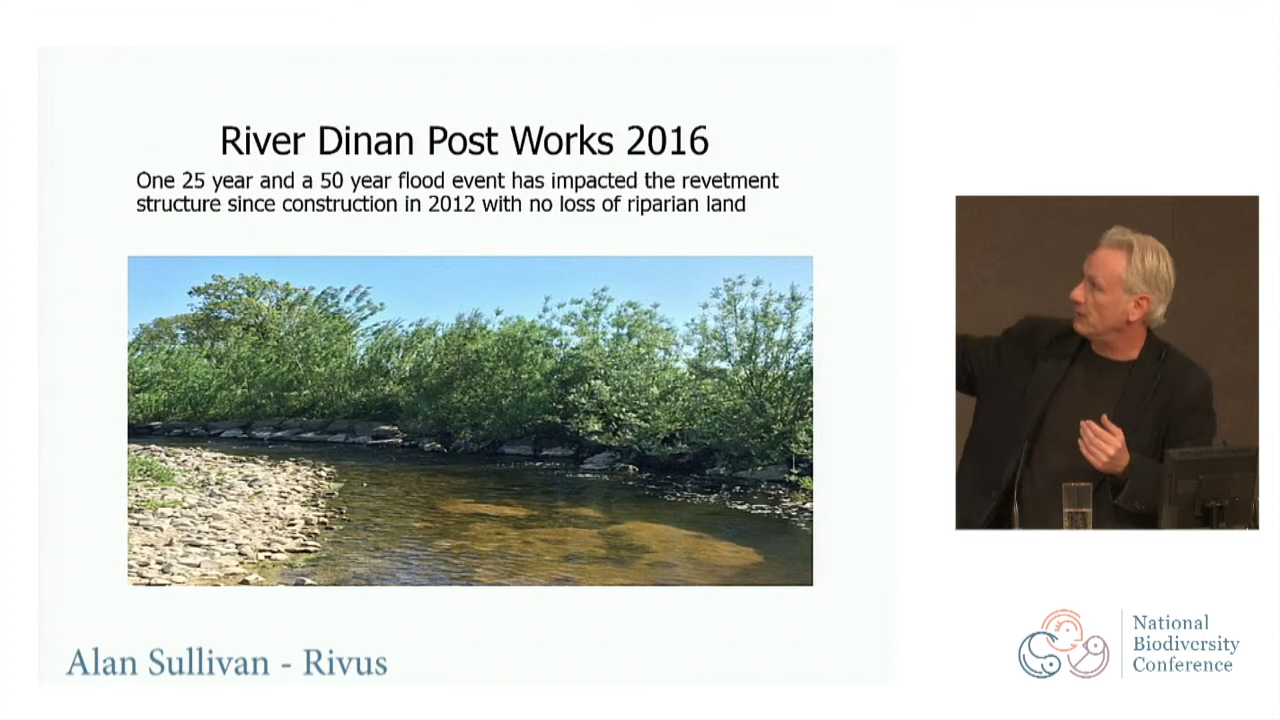 River Dinan Post Works 2016
One 25 year and a 50 year flood event has impacted the revetment
structure since construction in 2012 with no loss of riparian land
Alan Sullivan - Rivus
National
Biodiversity
Conference